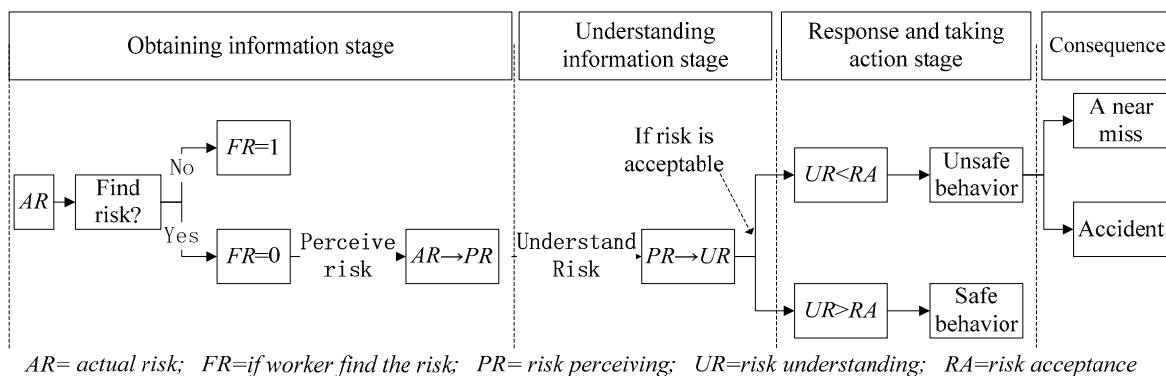 Obtaining information stage
Understanding
information stage
Response and taking
action stage
Consequence
AR
Find
risk?
No
Yes
FR=1
FR=0
Perceive
risk
AR→PR
Understand
Risk
PR→UR
If risk is
acceptable
UR<RA
UR>RA
Unsafe
behavior
Safe
behavior
A near
miss
Accident
AR= actual risk; FR=if worker find the risk; PR= risk perceiving; UR=risk understanding; RA=risk acceptance